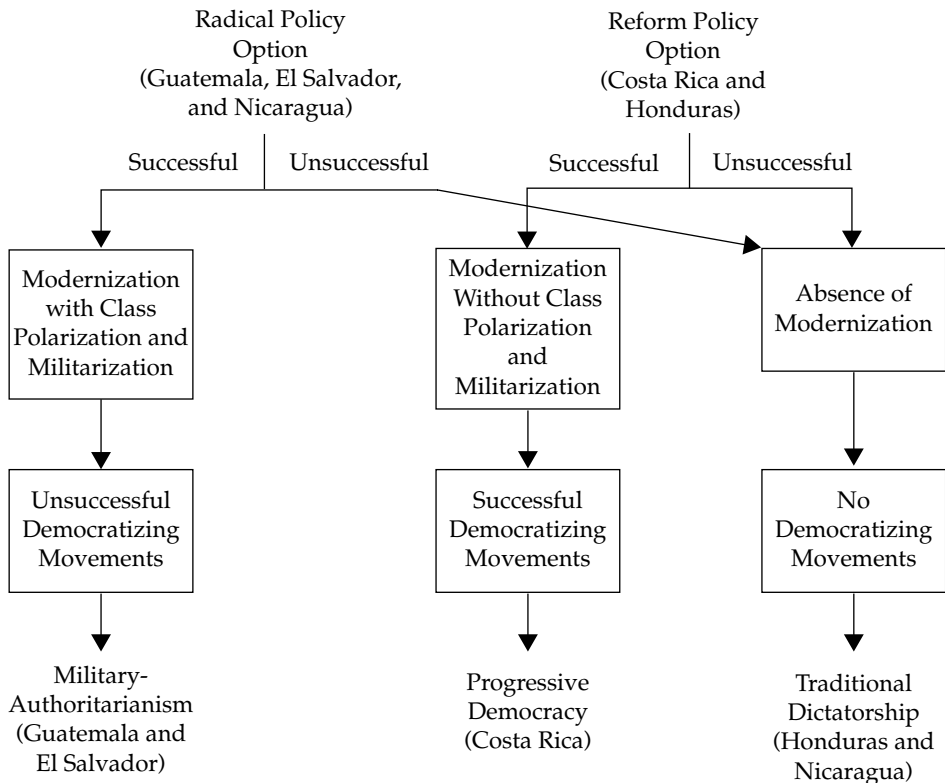 Radical Policy
Option
(Guatemala, El Salvador,
and Nicaragua)
Reform Policy
Option
(Costa Rica and
Honduras)
Successful
Unsuccessful
Successful
Unsuccessful
Modernization
with Class
Polarization and
Militarization
Modernization
Without Class
Polarization
and
Militarization
Absence of
Modernization
Unsuccessful
Democratizing
Movements
Successful
Democratizing
Movements
No
Democratizing
Movements
Military-
Authoritarianism
(Guatemala and
El Salvador)
Progressive
Democracy
(Costa Rica)
Traditional
Dictatorship
(Honduras and
Nicaragua)